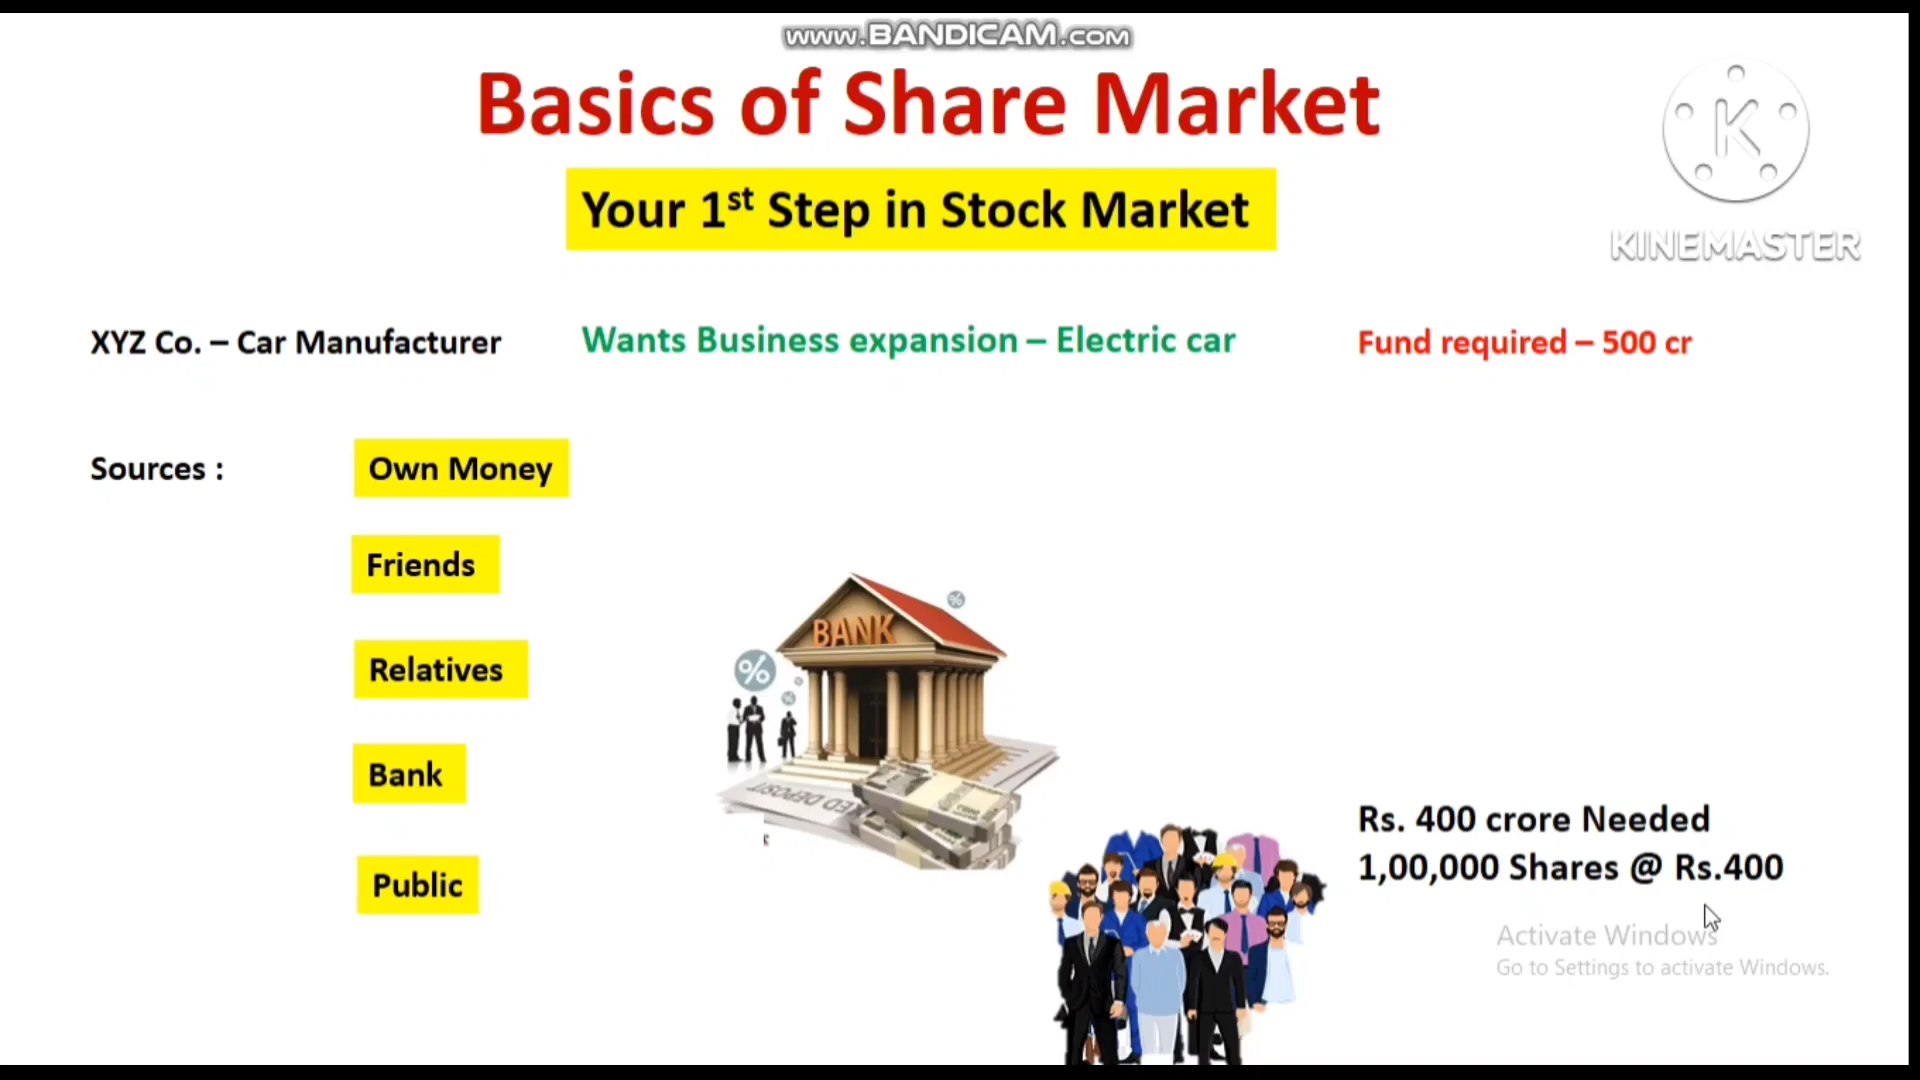 www.BANDICAM.com
Basics of Share Market
K
KINEMASTER
Your 1st Step in Stock Market
XYZ Co. – Car Manufacturer
Wants Business expansion – Electric car
Fund required – 500 cr
Sources :
Own Money
Friends
Relatives
Bank
Public
BANK
%
%
%
ED DEPOSIT
Rs. 400 crore Needed
1,00,000 Shares @ Rs.400
Activate Windows
Go to Settings to activate Windows.